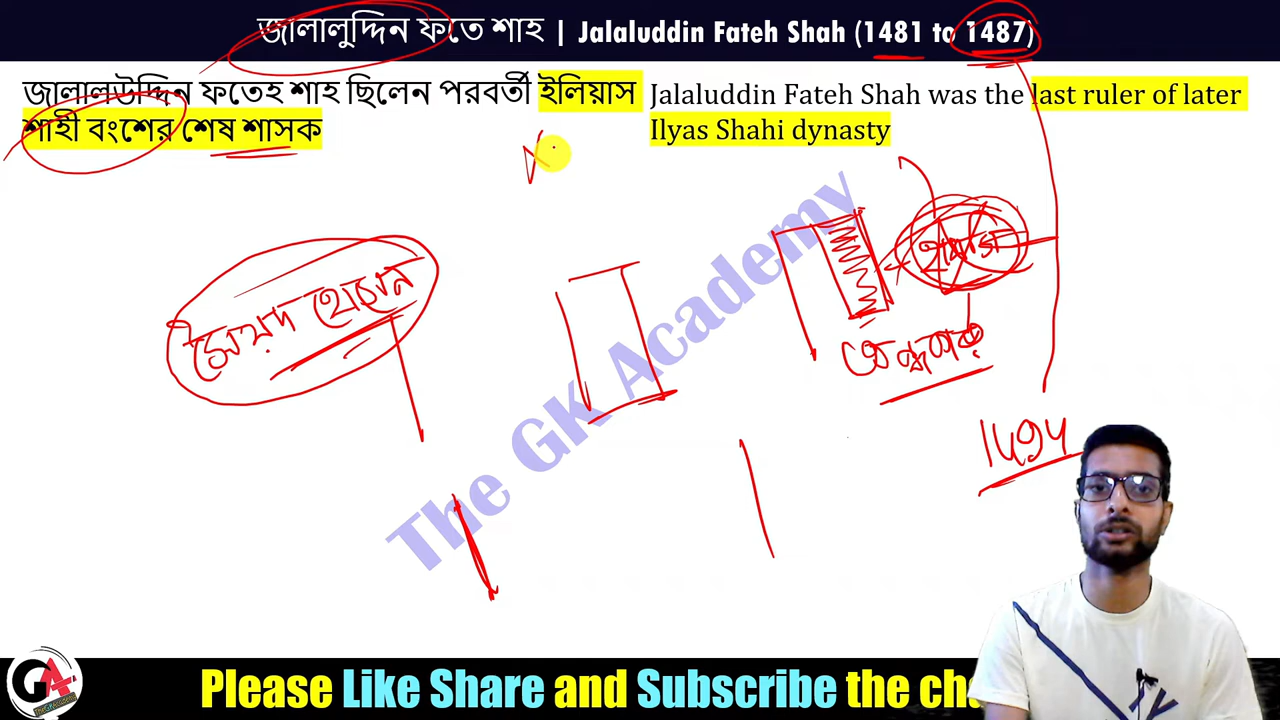 জালালুদ্দিন ফতে শাহ | Jalaluddin Fateh Shah (1481 to 1487)
জালালউদ্দিন ফতেহ শাহ ছিলেন পরবর্তী ইলিয়াস
শাহী বংশের শেষ শাসক
Jalaluddin Fateh Shah was the last ruler of later
Ilyas Shahi dynasty
সৈয়দ হোসেন
1494
The GK Academy
Please Like Share and Subscribe the cha